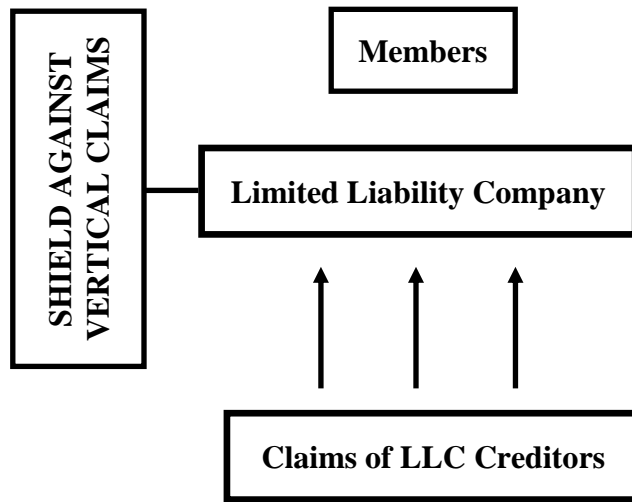 Members
SHIELD AGAINST
VERTICAL CLAIMS
Limited Liability Company
Claims of LLC Creditors